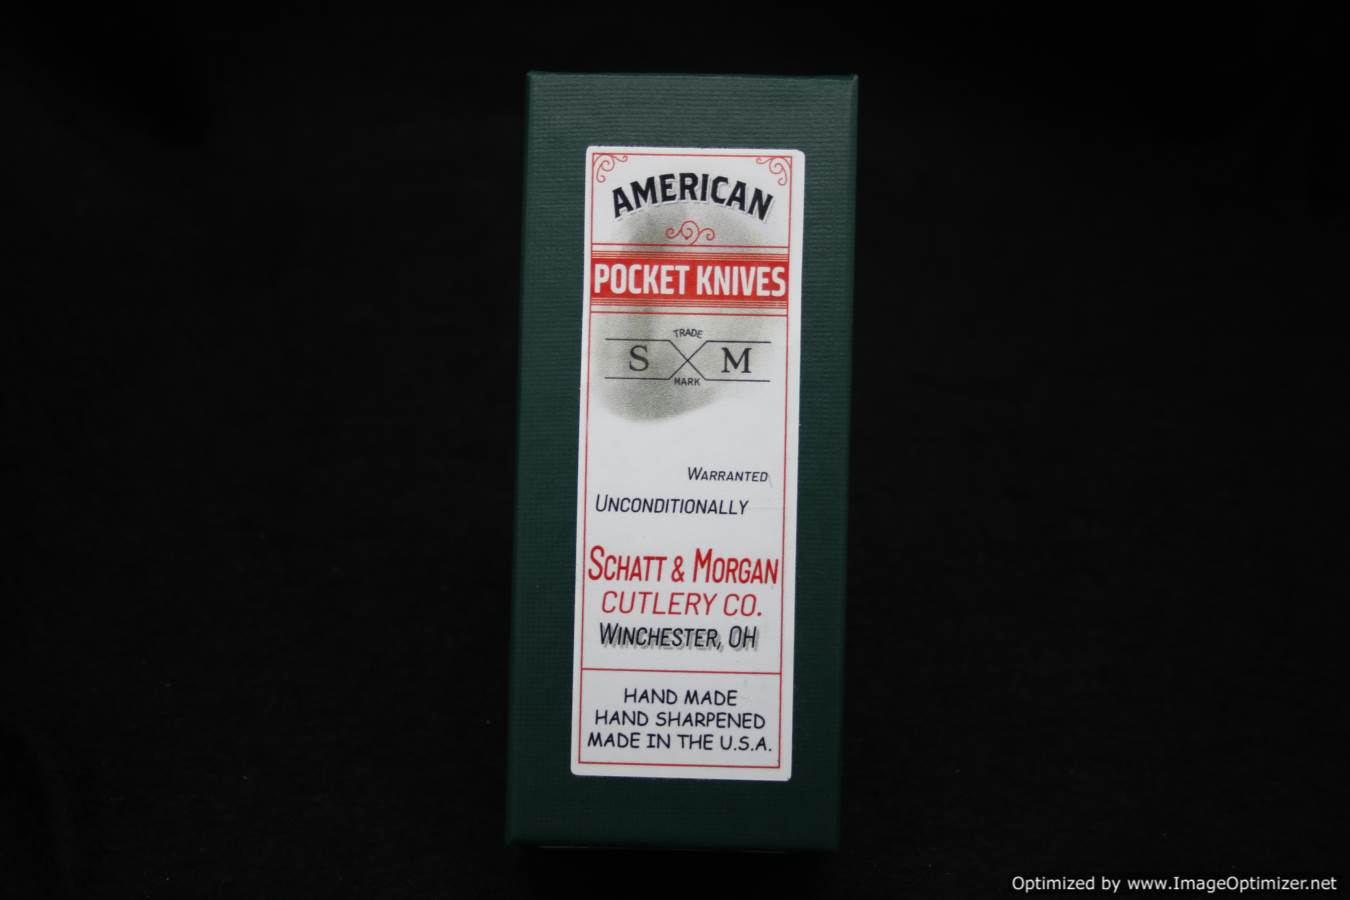 AMERICAN
POCKET KNIVES
TRADE
S M
MARK
WARRANTED
UNCONDITIONALLY
SCHATT & MORGAN
CUTLERY CO.
WINCHESTER, OH
HAND MADE
HAND SHARPENED
MADE IN THE U.S.A.
Optimized by www.ImageOptimizer.net